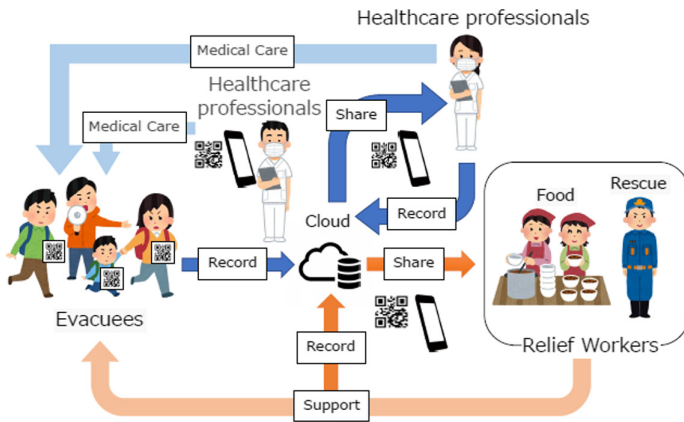 Healthcare professionals
Medical Care
Healthcare
professionals
Share
Medical Care
Food
Rescue
Cloud
Record
Record
Share
Evacuees
Record
Relief Workers
Support